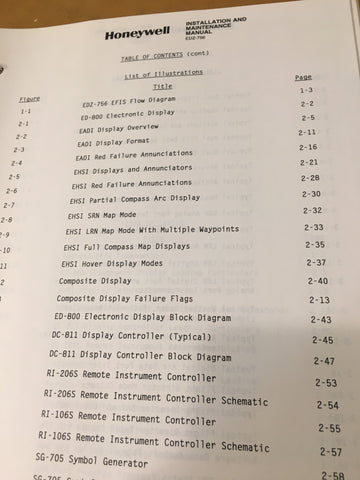 Honeywell
INSTALLATION AND
MAINTENANCE
MANUAL
EDZ-756
TABLE OF CONTENTS (cont)
List of Illustrations
Figure Title Page
1-1 EDZ-756 EFIS Flow Diagram 1-3
2-1 ED-800 Electronic Display 2-2
2-2 EADI Display Overview 2-5
2-3 EADI Display Format 2-11
2-4 EADI Red Failure Annunciations 2-16
2-5 EHSI Displays and Annunciators 2-21
2-6 EHSI Red Failure Annunciations 2-28
2-7 EHSI Partial Compass Arc Display 2-30
2-8 EHSI SRN Map Mode 2-32
2-9 EHSI LRN Map Mode With Multiple Waypoints 2-33
-10 EHSI Full Compass Map Displays 2-35
-11 EHSI Hover Display Modes 2-37
Composite Display 2-40
Composite Display Failure Flags 2-13
ED-800 Electronic Display Block Diagram 2-43
DC-811 Display Controller (Typical) 2-45
DC-811 Display Controller Block Diagram 2-47
RI-206S Remote Instrument Controller 2-53
RI-206S Remote Instrument Controller Schematic 2-54
RI-106S Remote Instrument Controller 2-55
RI-106S Remote Instrument Controller Schematic 2-57
SG-705 Symbol Generator 2-58
SG-705